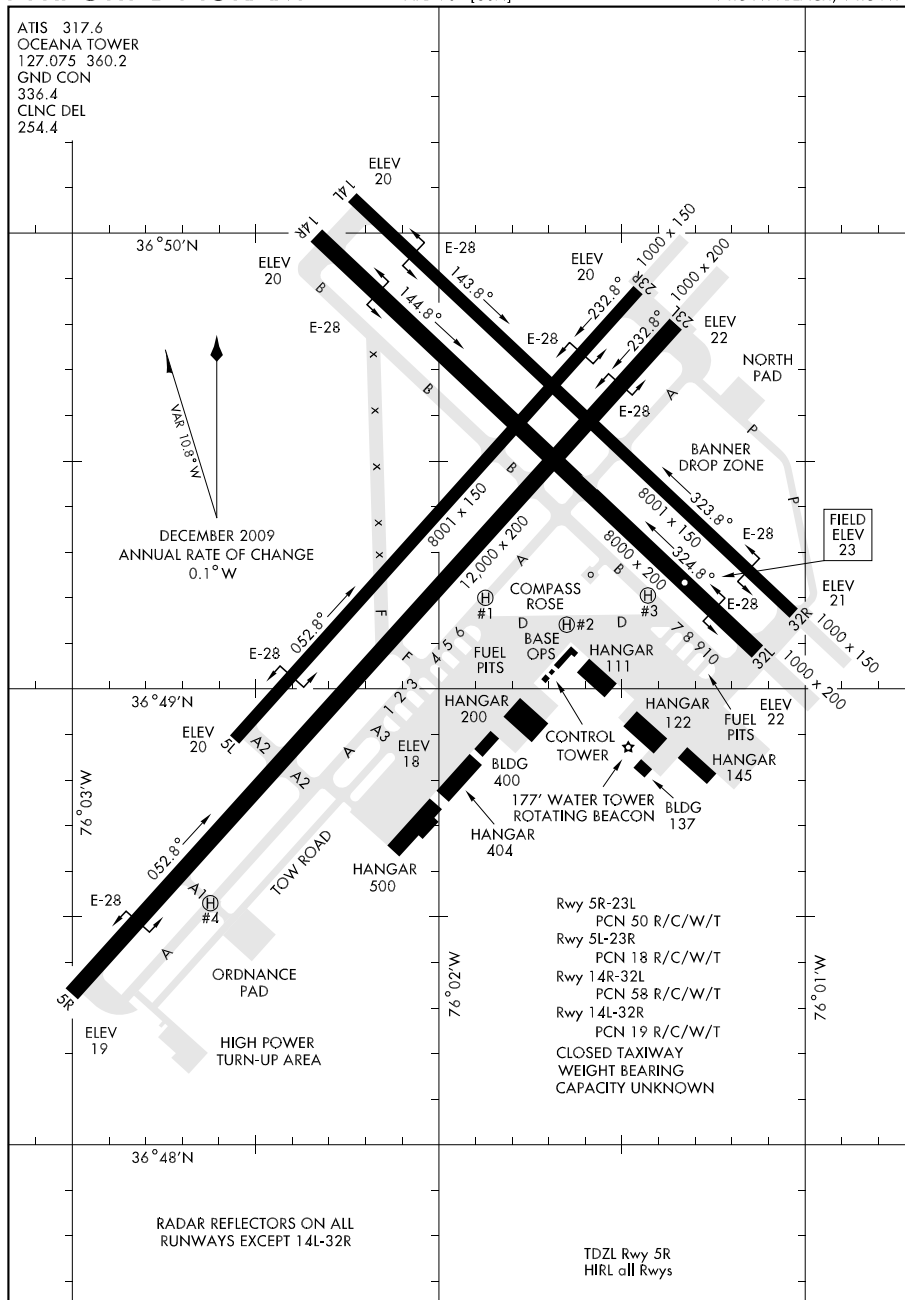 ATIS 317.6
OCEANA TOWER
127.075 360.2
GND CON
336.4
CLNC DEL
254.4
ELEV
20
14L
14R
36°50'N
ELEV
20
E-28
143.8°
144.8°
E-28
B
ELEV
20
1000 x 150
23R
232.8°
1000 x 200
23L
232.8°
ELEV
22
E-28
E-28
NORTH
PAD
A
P
P
BANNER
DROP ZONE
VAR 10.8°W
DECEMBER 2009
ANNUAL RATE OF CHANGE
0.1°W
X
X
X
X
X
B
B
8001 x 150
12,000 x 200
8001 x 150
323.8°
8000 x 200
324.8°
E-28
FIELD
ELEV
23
A
B
COMPASS
ROSE
H
#1
H
#2
H
#3
D
D
E-28
ELEV
21
32R
1000 x 150
32L
1000 x 200
ELEV
22
F
F
052.8°
E-28
FUEL
PITS
BASE
OPS
1 2 3 4 5 6
7 8 9 10
HANGAR
111
FUEL
PITS
36°49'N
HANGAR
200
HANGAR
122
5L
ELEV
20
A2
A2
A
A3
ELEV
18
CONTROL
TOWER
BLDG
400
HANGAR
145
177' WATER TOWER
ROTATING BEACON
BLDG
137
76°03'W
HANGAR
404
052.8°
TOW ROAD
HANGAR
500
E-28
A1
H
#4
A
5R
ELEV
19
ORDNANCE
PAD
HIGH POWER
TURN-UP AREA
76°02'W
76°01'W
Rwy 5R-23L
PCN 50 R/C/W/T
Rwy 5L-23R
PCN 18 R/C/W/T
Rwy 14R-32L
PCN 58 R/C/W/T
Rwy 14L-32R
PCN 19 R/C/W/T
CLOSED TAXIWAY
WEIGHT BEARING
CAPACITY UNKNOWN
36°48'N
RADAR REFLECTORS ON ALL
RUNWAYS EXCEPT 14L-32R
TDZL Rwy 5R
HIRL all Rwys